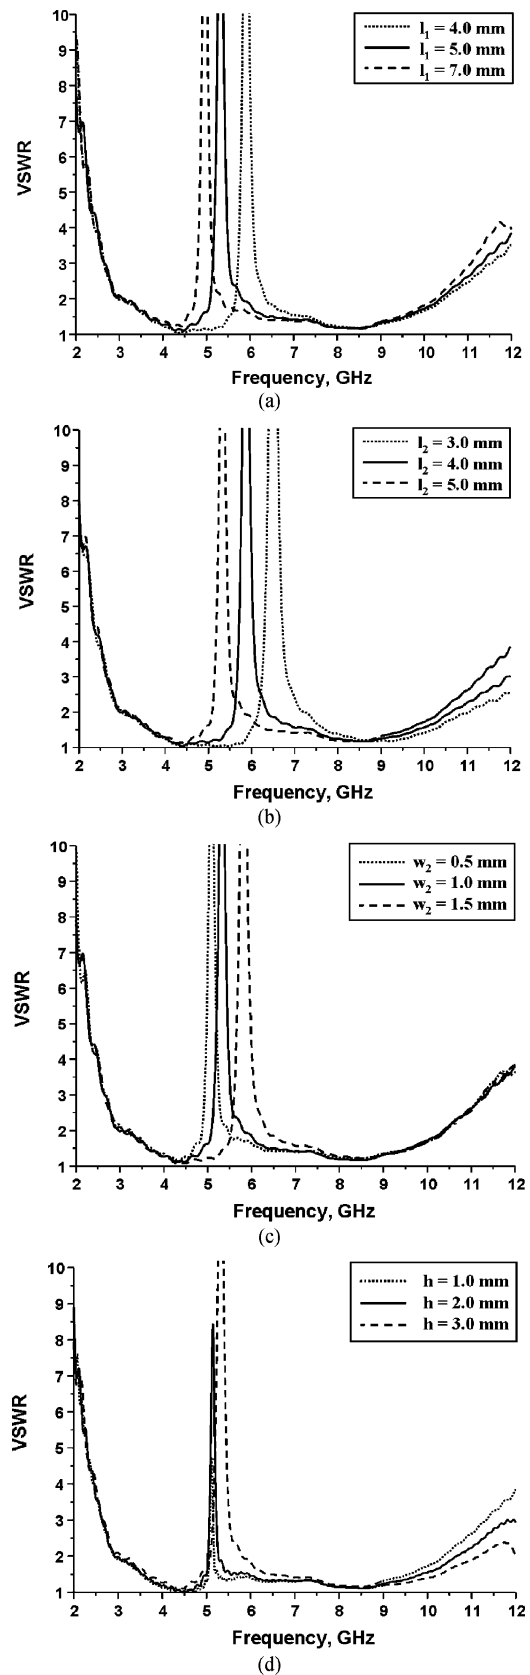 10
9
8
7
6
5
4
3
2
1
VSWR
l1 = 4.0 mm
l1 = 5.0 mm
l1 = 7.0 mm
2 3 4 5 6 7 8 9 10 11 12
Frequency, GHz
(a)
10
9
8
7
6
5
4
3
2
1
VSWR
l2 = 3.0 mm
l2 = 4.0 mm
l2 = 5.0 mm
2 3 4 5 6 7 8 9 10 11 12
Frequency, GHz
(b)
10
9
8
7
6
5
4
3
2
1
VSWR
w2 = 0.5 mm
w2 = 1.0 mm
w2 = 1.5 mm
2 3 4 5 6 7 8 9 10 11 12
Frequency, GHz
(c)
10
9
8
7
6
5
4
3
2
1
VSWR
h = 1.0 mm
h = 2.0 mm
h = 3.0 mm
2 3 4 5 6 7 8 9 10 11 12
Frequency, GHz
(d)